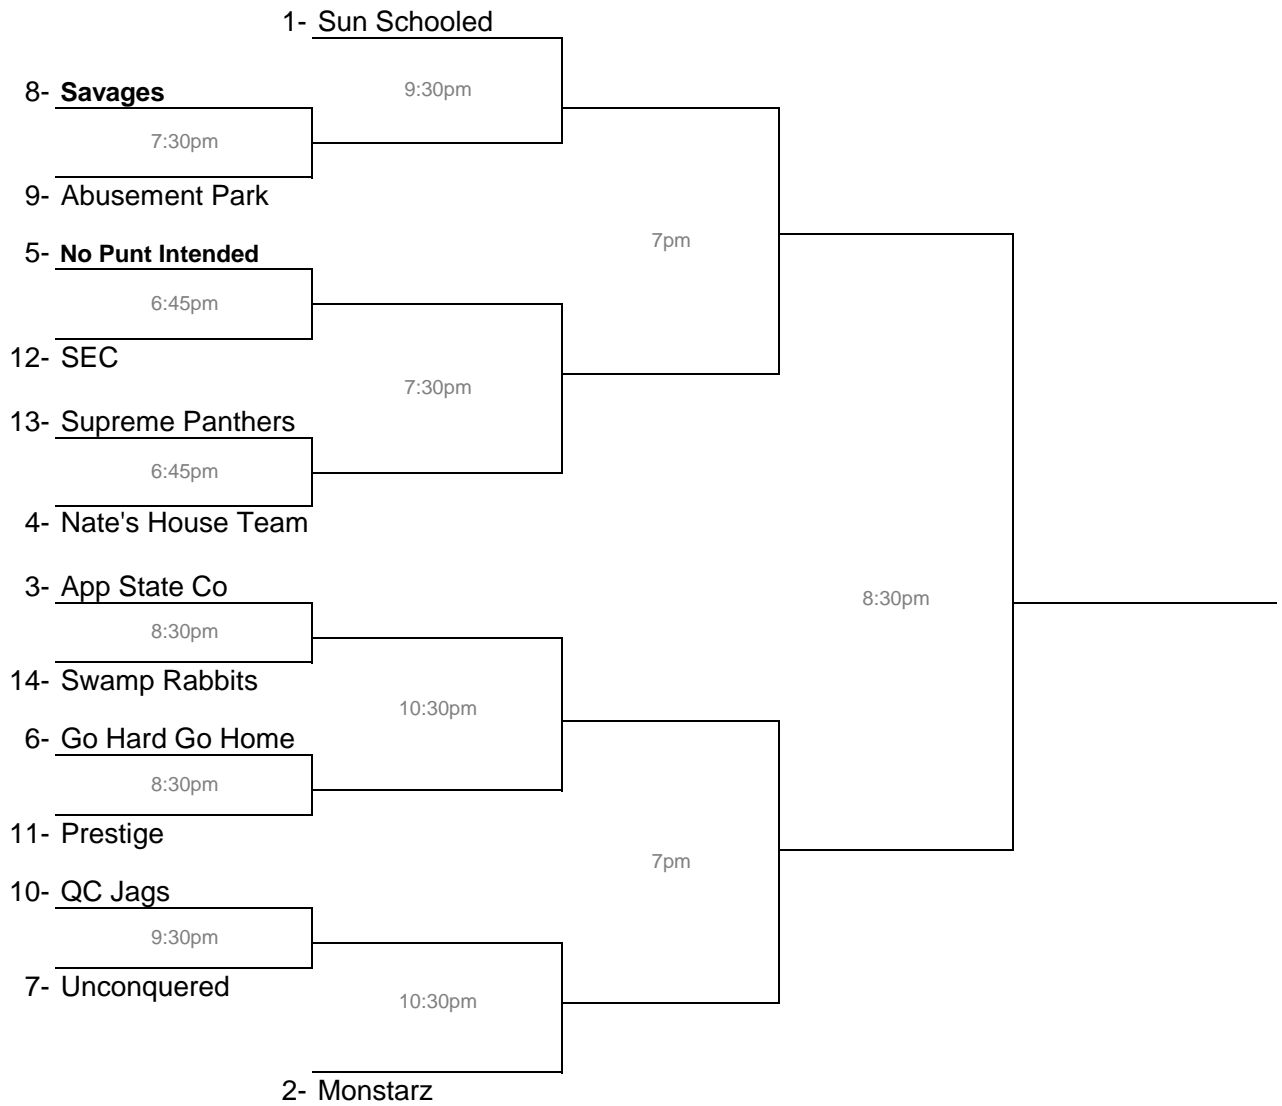 1- Sun Schooled
8- Savages
9:30pm
7:30pm
9- Abusement Park
5- No Punt Intended
7pm
6:45pm
12- SEC
7:30pm
13- Supreme Panthers
6:45pm
4- Nate's House Team
3- App State Co
8:30pm
8:30pm
14- Swamp Rabbits
10:30pm
6- Go Hard Go Home
8:30pm
11- Prestige
7pm
10- QC Jags
9:30pm
7- Unconquered
10:30pm
2- Monstarz